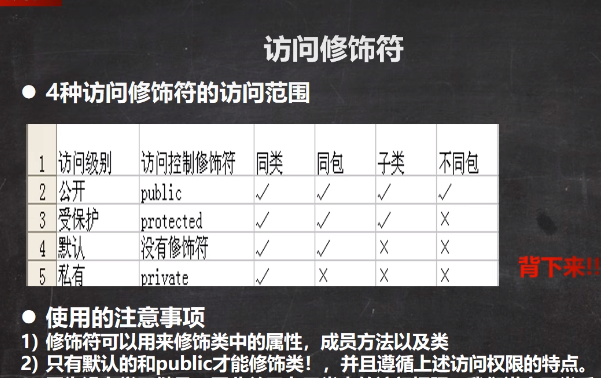 访问修饰符
● 4种访问修饰符的访问范围
1 访问级别 访问控制修饰符 同类 同包 子类 不同包
2 公开 public √ √ √ √
3 受保护 protected √ √ √ ×
4 默认 没有修饰符 √ √ × ×
5 私有 private √ × × ×
背下来!!
● 使用的注意事项
1) 修饰符可以用来修饰类中的属性，成员方法以及类
2) 只有默认的和public才能修饰类！，并且遵循上述访问权限的特点。